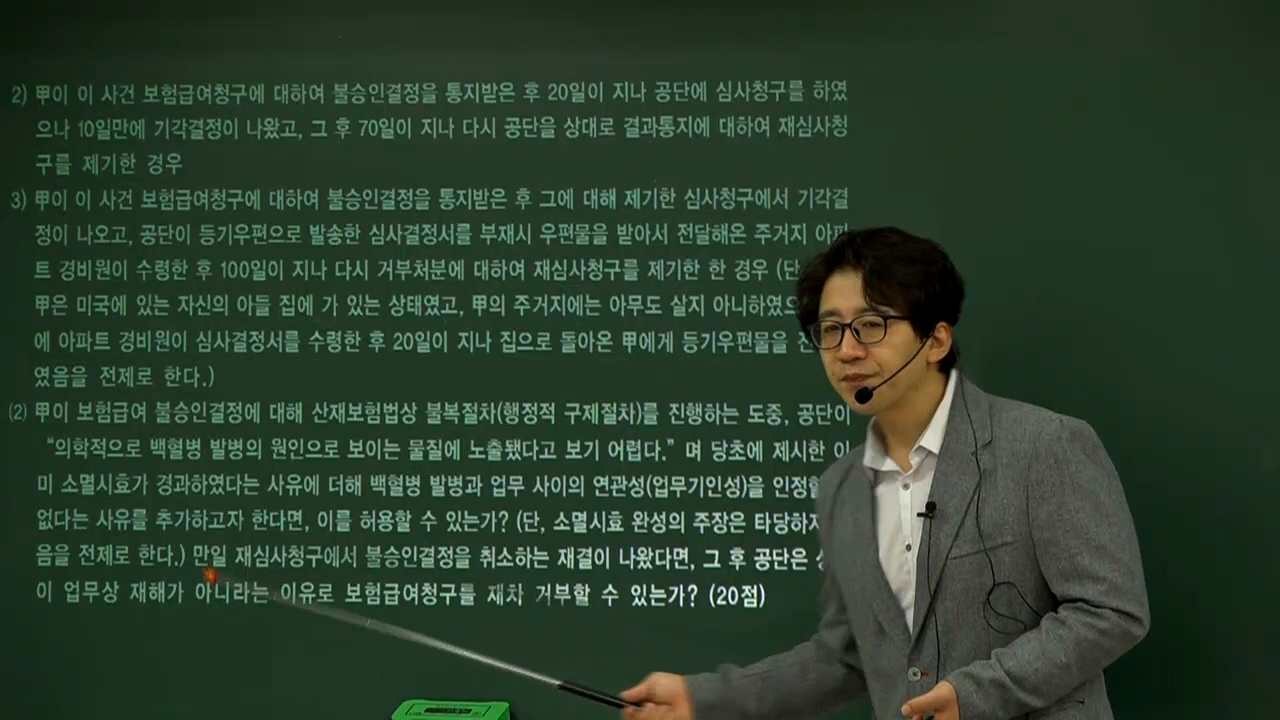 2) 甲이 이 사건 보험급여청구에 대하여 불승인결정을 통지받은 후 20일이 지나 공단에 심사청구를 하였
으나 10일만에 기각결정이 나왔고, 그 후 70일이 지나 다시 공단을 상대로 결과통지에 대하여 재심사청
구를 제기한 경우
3) 甲이 이 사건 보험급여청구에 대하여 불승인결정을 통지받은 후 그에 대해 제기한 심사청구에서 기각결
정이 나오고, 공단이 등기우편으로 발송한 심사결정서를 부재시 우편물을 받아서 전달해온 주거지 아파
트 경비원이 수령한 후 100일이 지나 다시 거부처분에 대하여 재심사청구를 제기한 한 경우 (단
甲은 미국에 있는 자신의 아들 집에 가 있는 상태였고, 甲의 주거지에는 아무도 살지 아니하였으
에 아파트 경비원이 심사결정서를 수령한 후 20일이 지나 집으로 돌아온 甲에게 등기우편물을
였음을 전제로 한다.)
(2) 甲이 보험급여 불승인결정에 대해 산재보험법상 불복절차(행정적 구제절차)를 진행하는 도중, 공단이
“의학적으로 백혈병 발병의 원인으로 보이는 물질에 노출됐다고 보기 어렵다.” 며 당초에 제시한 이
미 소멸시효가 경과하였다는 사유에 더해 백혈병 발병과 업무 사이의 연관성(업무기인성)을 인정할
없다는 사유를 추가하고자 한다면, 이를 허용할 수 있는가? (단, 소멸시효 완성의 주장은 타당하지
음을 전제로 한다.) 만일 재심사청구에서 불승인결정을 취소하는 재결이 나왔다면, 그 후 공단은
이 업무상 재해가 아니라는 이유로 보험급여청구를 재차 거부할 수 있는가? (20점)